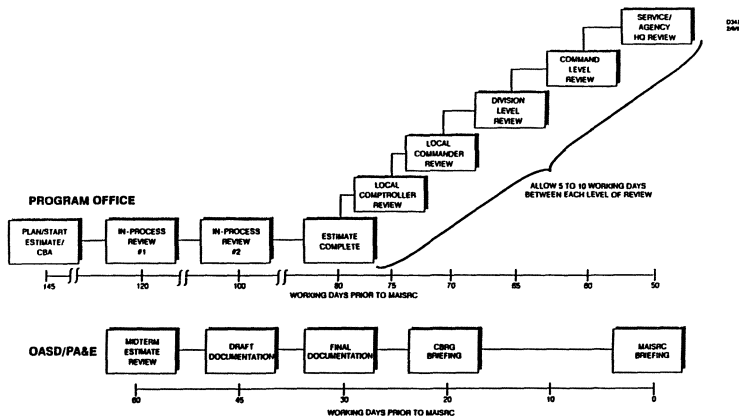 SERVICE/
AGENCY
HQ REVIEW
COMMAND
LEVEL
REVIEW
DIVISION
LEVEL
REVIEW
LOCAL
COMMANDER
REVIEW
LOCAL
COMPTROLLER
REVIEW
ALLOW 5 TO 10 WORKING DAYS
BETWEEN EACH LEVEL OF REVIEW
PROGRAM OFFICE
PLAN/START
ESTIMATE/
CBA
IN-PROCESS
REVIEW
#1
IN-PROCESS
REVIEW
#2
ESTIMATE
COMPLETE
145 120 100 80 75 70 65 60 50
WORKING DAYS PRIOR TO MAISRC
OASD/PA&E
MIDTERM
ESTIMATE
REVIEW
DRAFT
DOCUMENTATION
FINAL
DOCUMENTATION
CBRG
BRIEFING
MAISRC
BRIEFING
60 45 30 20 10 0
WORKING DAYS PRIOR TO MAISRC